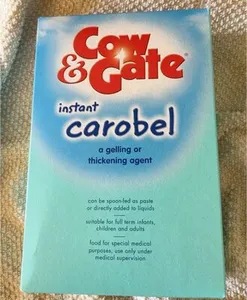 Cow
& Gate®
instant
carobel
a gelling or
thickening agent
can be spoon-fed as paste
or directly added to liquids
suitable for full term infants,
children and adults
food for special medical
purposes, use only under
medical supervision